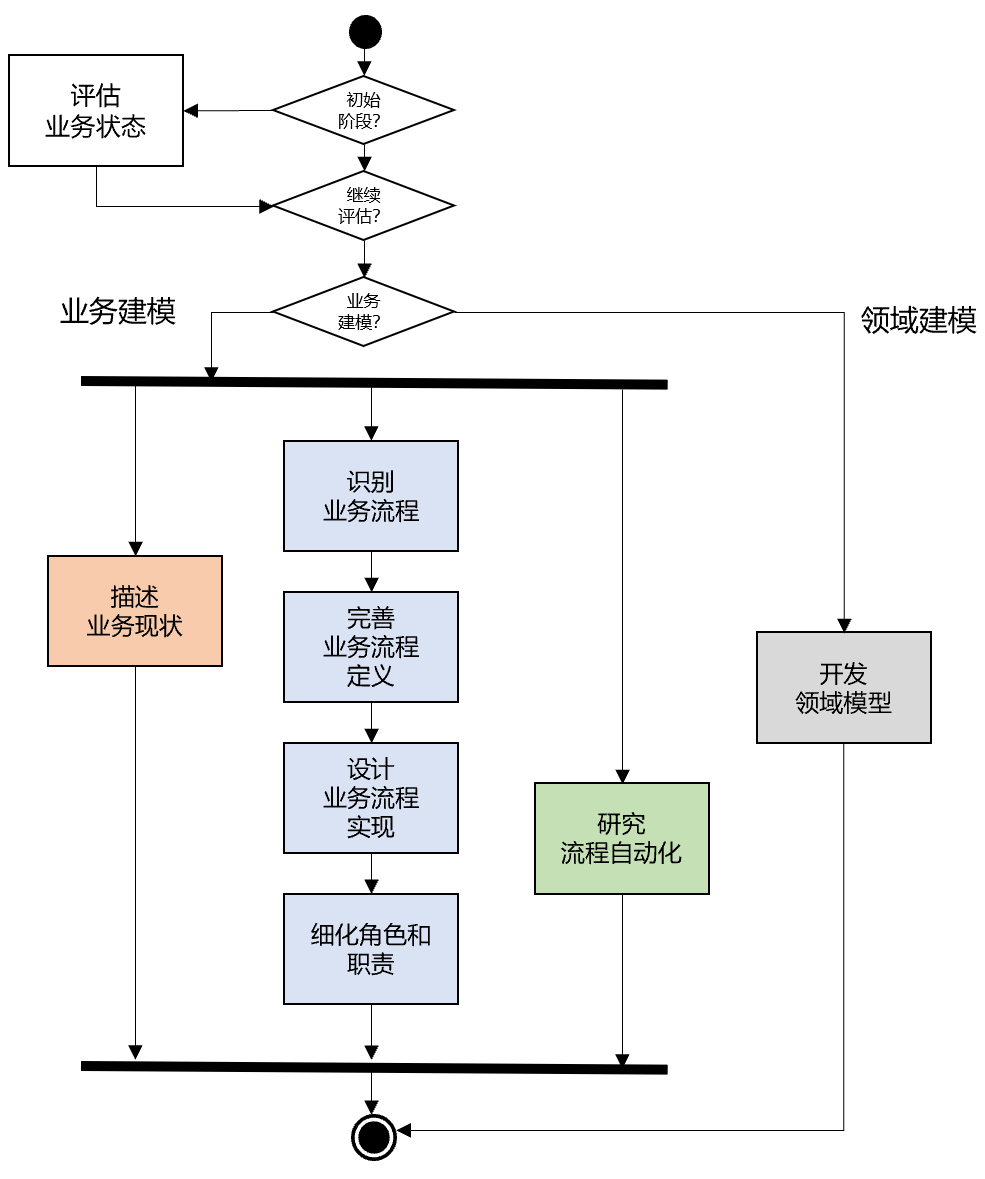 初始
阶段?
评估
业务状态
继续
评估?
业务建模
业务
建模?
领域建模
识别
业务流程
描述
业务现状
完善
业务流程
定义
开发
领域模型
设计
业务流程
实现
研究
流程自动化
细化角色和
职责